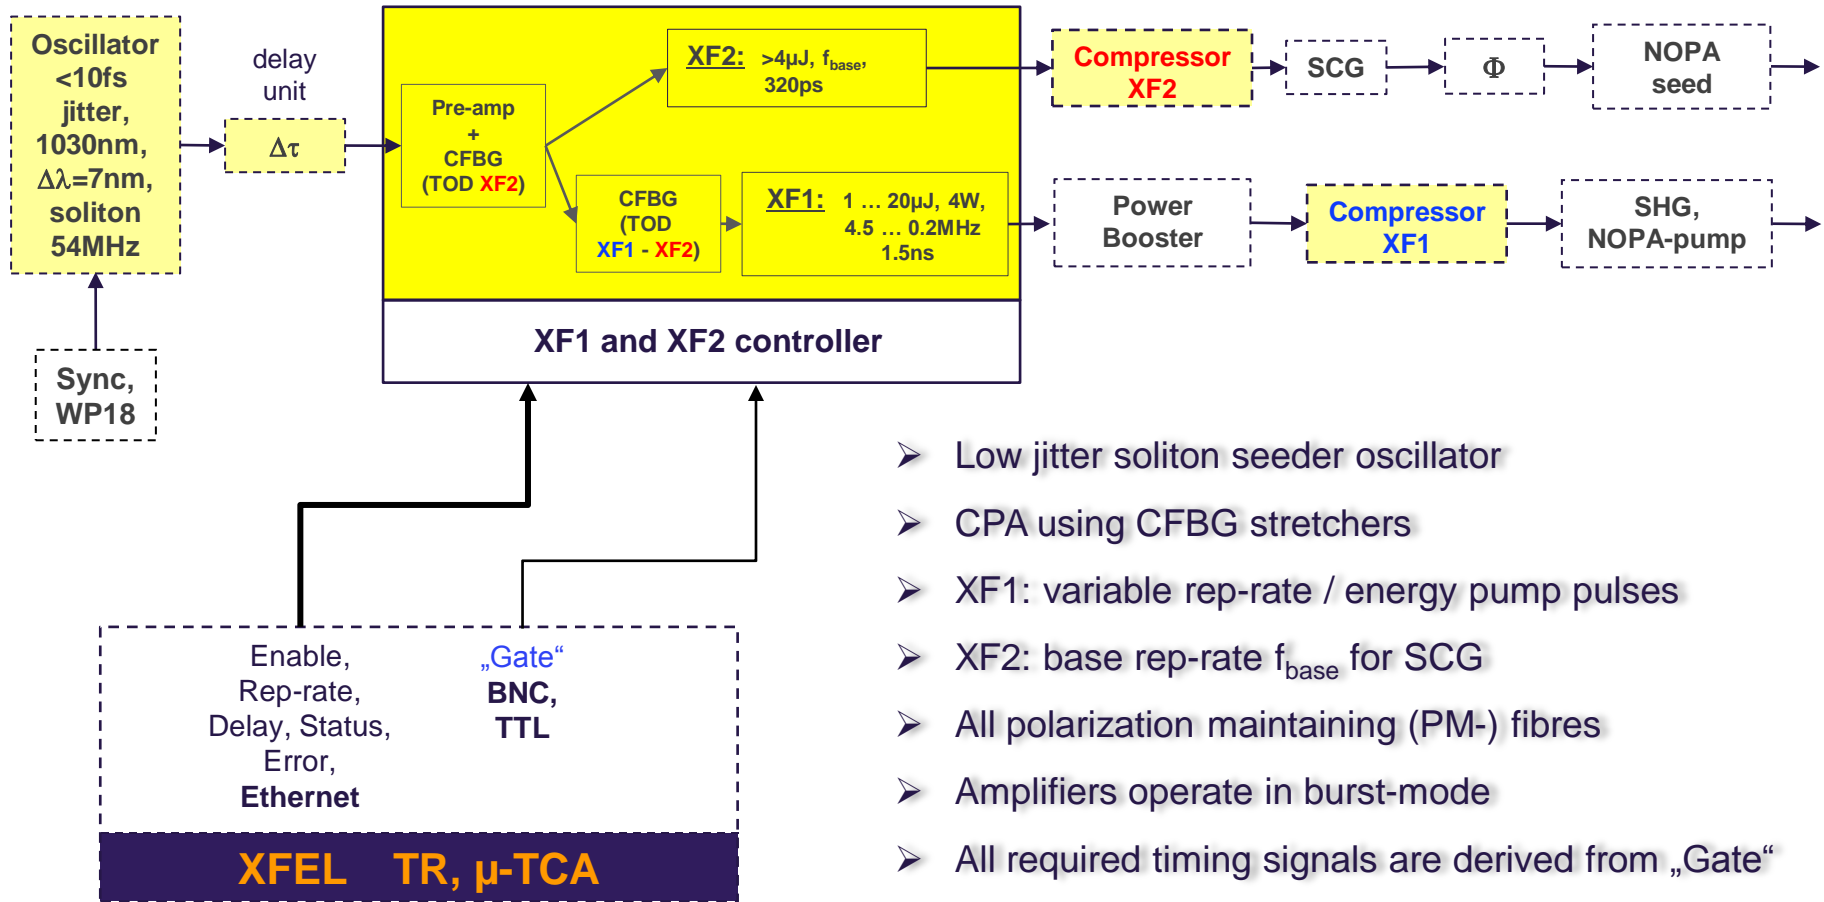 Oscillator
<10fs
jitter,
1030nm,
Δλ=7nm,
soliton
54MHz
Sync,
WP18
delay
unit
Δτ
Pre-amp
+
CFBG
(TOD XF2)
XF2: >4µJ, fbase,
320ps
CFBG
(TOD
XF1 - XF2)
XF1: 1 ... 20µJ, 4W,
4.5 ... 0.2MHz
1.5ns
XF1 and XF2 controller
Compressor
XF2
SCG
Φ
NOPA
seed
Power
Booster
Compressor
XF1
SHG,
NOPA-pump
Enable,
Rep-rate,
Delay, Status,
Error,
Ethernet
„Gate“
BNC,
TTL
XFEL TR, µ-TCA
➢ Low jitter soliton seeder oscillator
➢ CPA using CFBG stretchers
➢ XF1: variable rep-rate / energy pump pulses
➢ XF2: base rep-rate fbase for SCG
➢ All polarization maintaining (PM-) fibres
➢ Amplifiers operate in burst-mode
➢ All required timing signals are derived from „Gate“